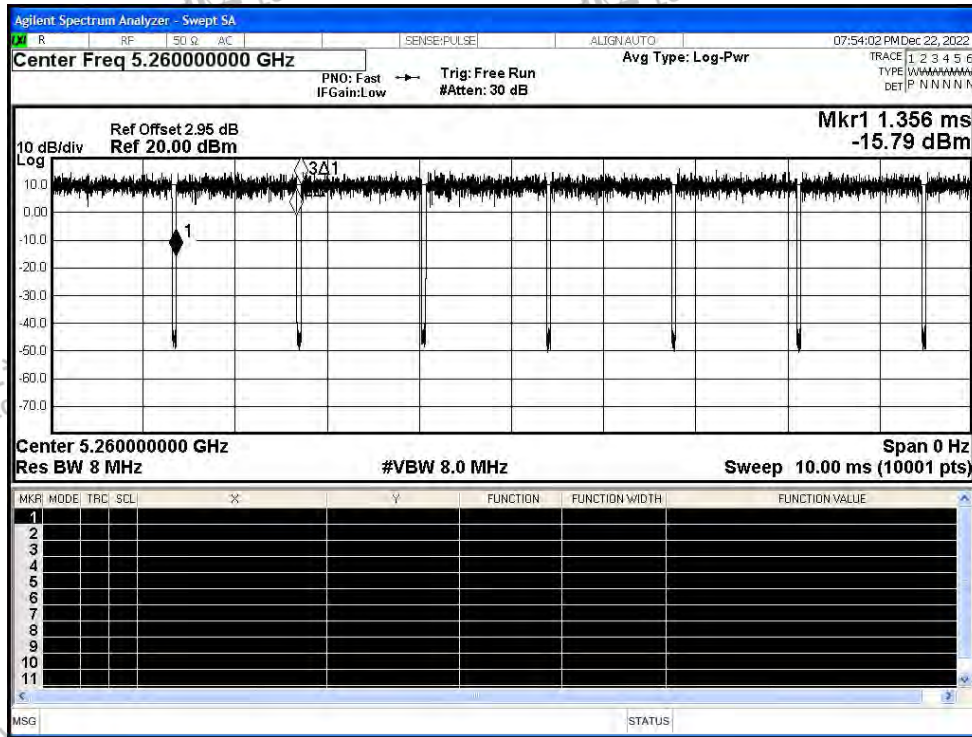 Agilent Spectrum Analyzer - Swept SA
LXI R RF 50 Ω AC SENSE:PULSE ALIGN AUTO 07:54:02 PM Dec 22, 2022
Center Freq 5.260000000 GHz
Avg Type: Log-Pwr
TRACE 1 2 3 4 5 6
PNO: Fast Trig: Free Run
TYPE
IFGain:Low #Atten: 30 dB
DET P N N N N N
Mkr1 1.356 ms
Ref Offset 2.95 dB
10 dB/div Ref 20.00 dBm -15.79 dBm
Log
3Δ1
10.0
0.00
1
-10.0
-20.0
-30.0
-40.0
-50.0
-60.0
-70.0
Center 5.260000000 GHz Span 0 Hz
Res BW 8 MHz #VBW 8.0 MHz Sweep 10.00 ms (10001 pts)
MKR MODE TRC SCL X Y FUNCTION FUNCTION WIDTH FUNCTION VALUE
1
2
3
4
5
6
7
8
9
10
11
MSG STATUS